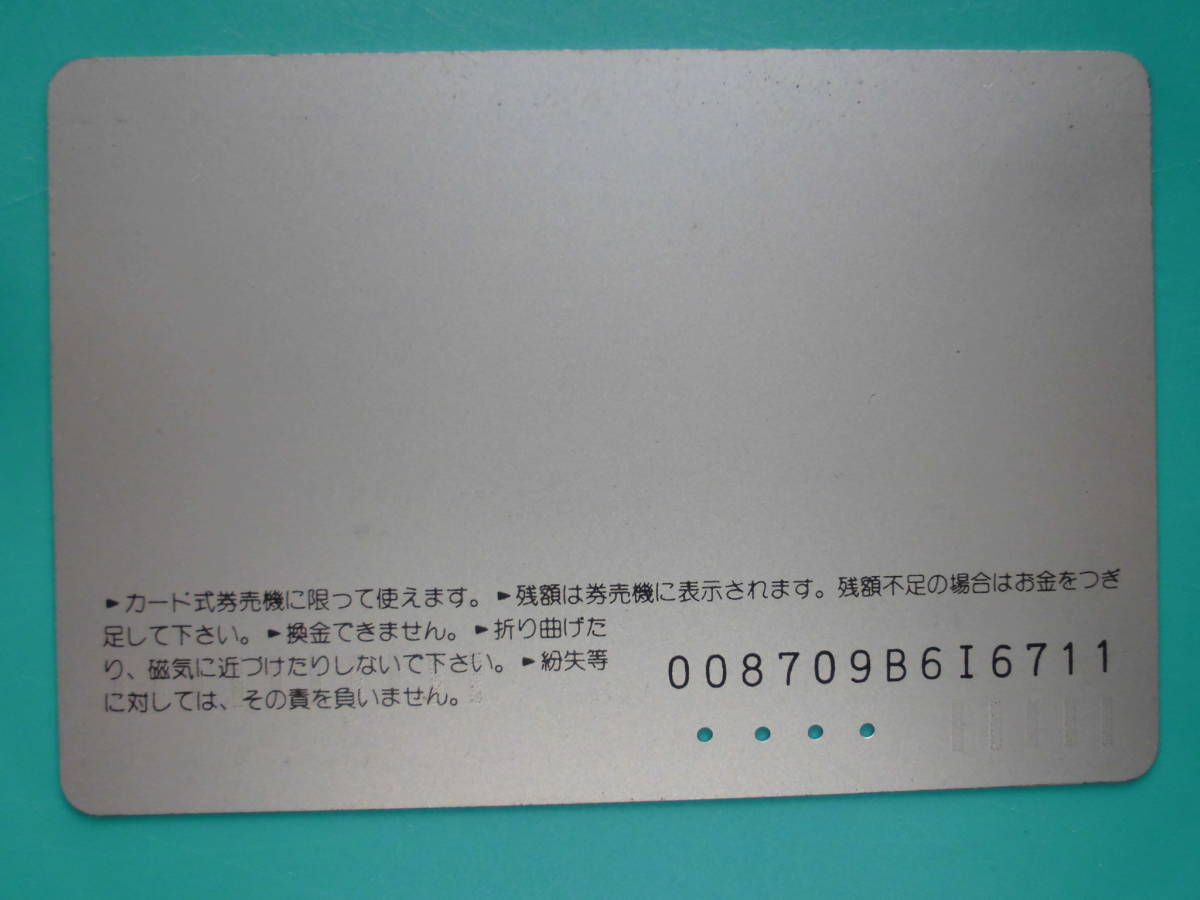 ►カード式券売機に限って使えます。►残額は券売機に表示されます。残額不足の場合はお金をつぎ
足して下さい。►換金できません。►折り曲げた
り、磁気に近づけたりしないで下さい。►紛失等
に対しては、その責を負いません。
008709B6I6711